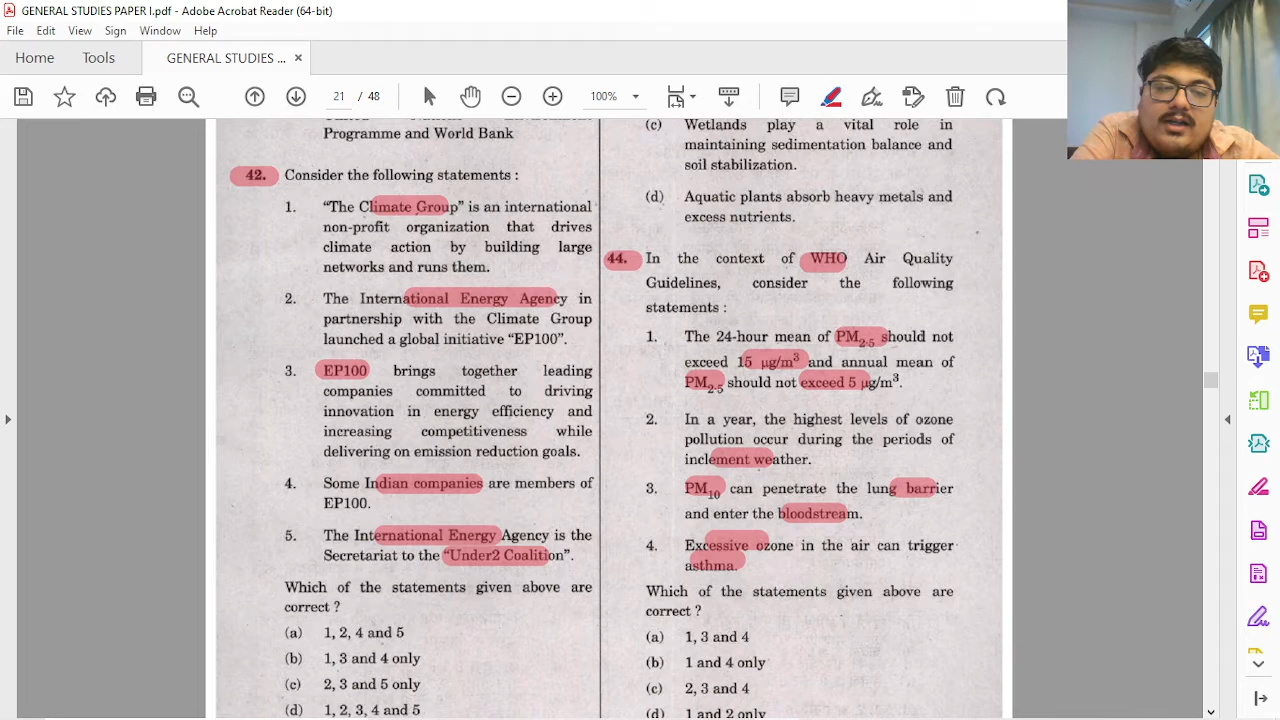 GENERAL STUDIES PAPER I.pdf - Adobe Acrobat Reader (64-bit)
File Edit View Sign Window Help
Home Tools GENERAL STUDIES ... ×
21 / 48 100%
Programme and World Bank
42. Consider the following statements :
1. “The Climate Group” is an international
non-profit organization that drives
climate action by building large
networks and runs them.
2. The International Energy Agency in
partnership with the Climate Group
launched a global initiative “EP100”.
3. EP100 brings together leading
companies committed to driving
innovation in energy efficiency and
increasing competitiveness while
delivering on emission reduction goals.
4. Some Indian companies are members of
EP100.
5. The International Energy Agency is the
Secretariat to the “Under2 Coalition”.
Which of the statements given above are
correct ?
(a) 1, 2, 4 and 5
(b) 1, 3 and 4 only
(c) 2, 3 and 5 only
(d) 1, 2, 3, 4 and 5
(c) Wetlands play a vital role in
maintaining sedimentation balance and
soil stabilization.
(d) Aquatic plants absorb heavy metals and
excess nutrients.
44. In the context of WHO Air Quality
Guidelines, consider the following
statements :
1. The 24-hour mean of PM2.5 should not
exceed 15 µg/m³ and annual mean of
PM2.5 should not exceed 5 µg/m³.
2. In a year, the highest levels of ozone
pollution occur during the periods of
inclement weather.
3. PM10 can penetrate the lung barrier
and enter the bloodstream.
4. Excessive ozone in the air can trigger
asthma.
Which of the statements given above are
correct ?
(a) 1, 3 and 4
(b) 1 and 4 only
(c) 2, 3 and 4
(d) 1 and 2 only